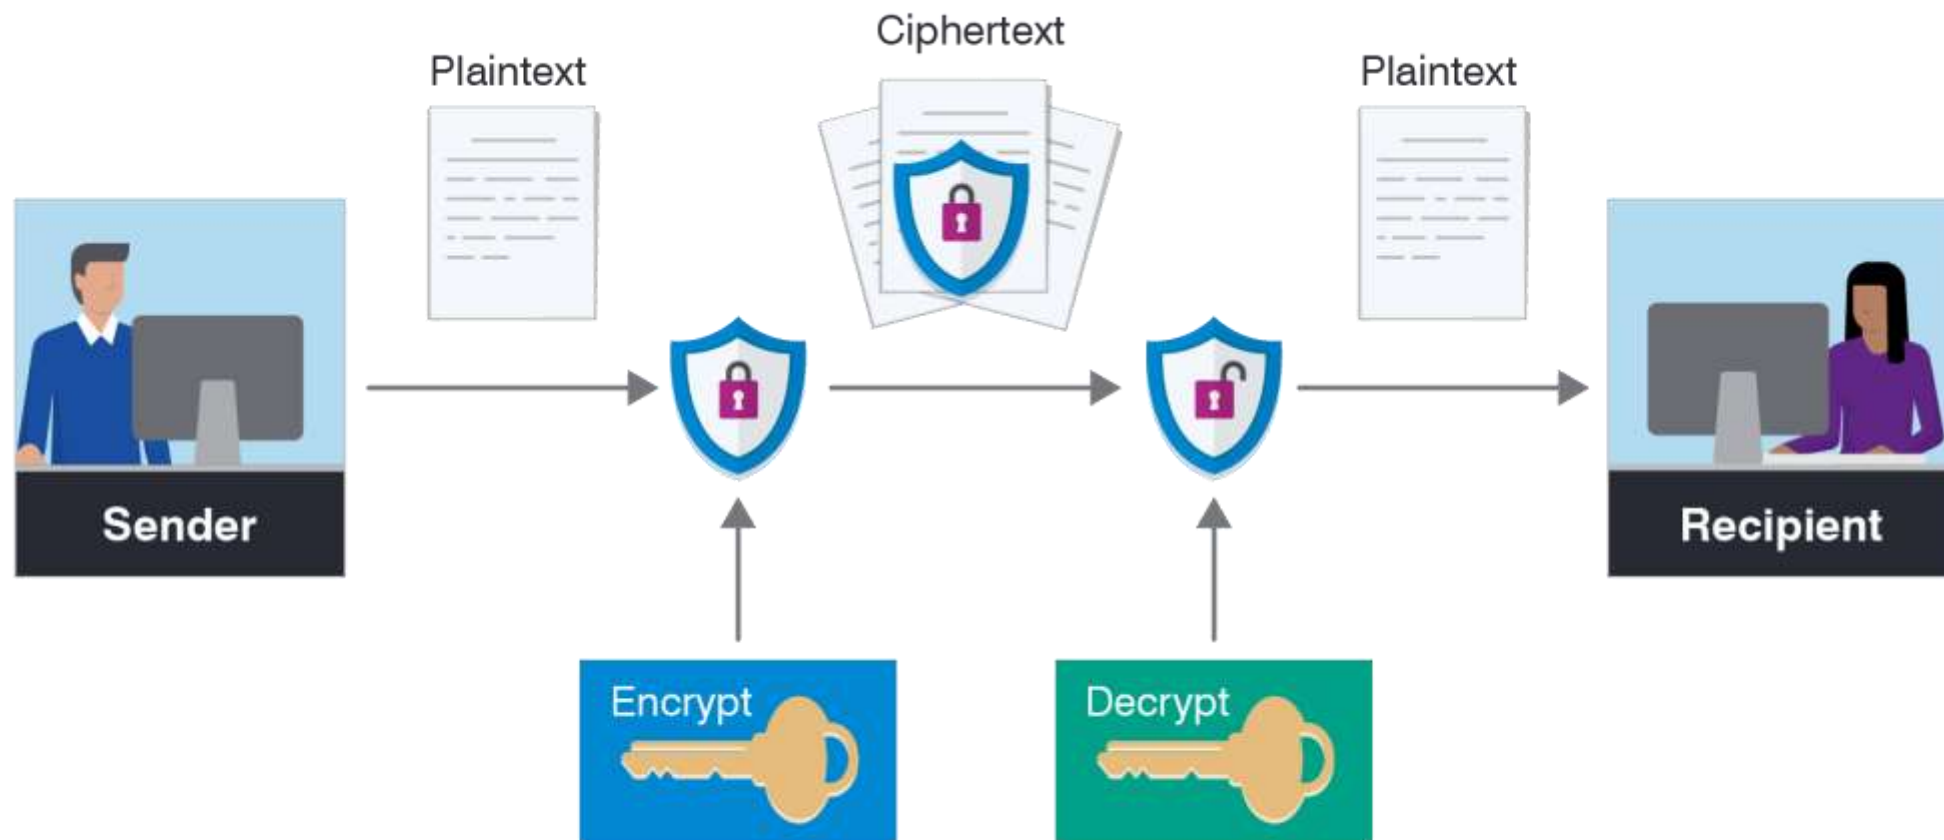 Plaintext
Ciphertext
Plaintext
Sender
Recipient
Encrypt
Decrypt